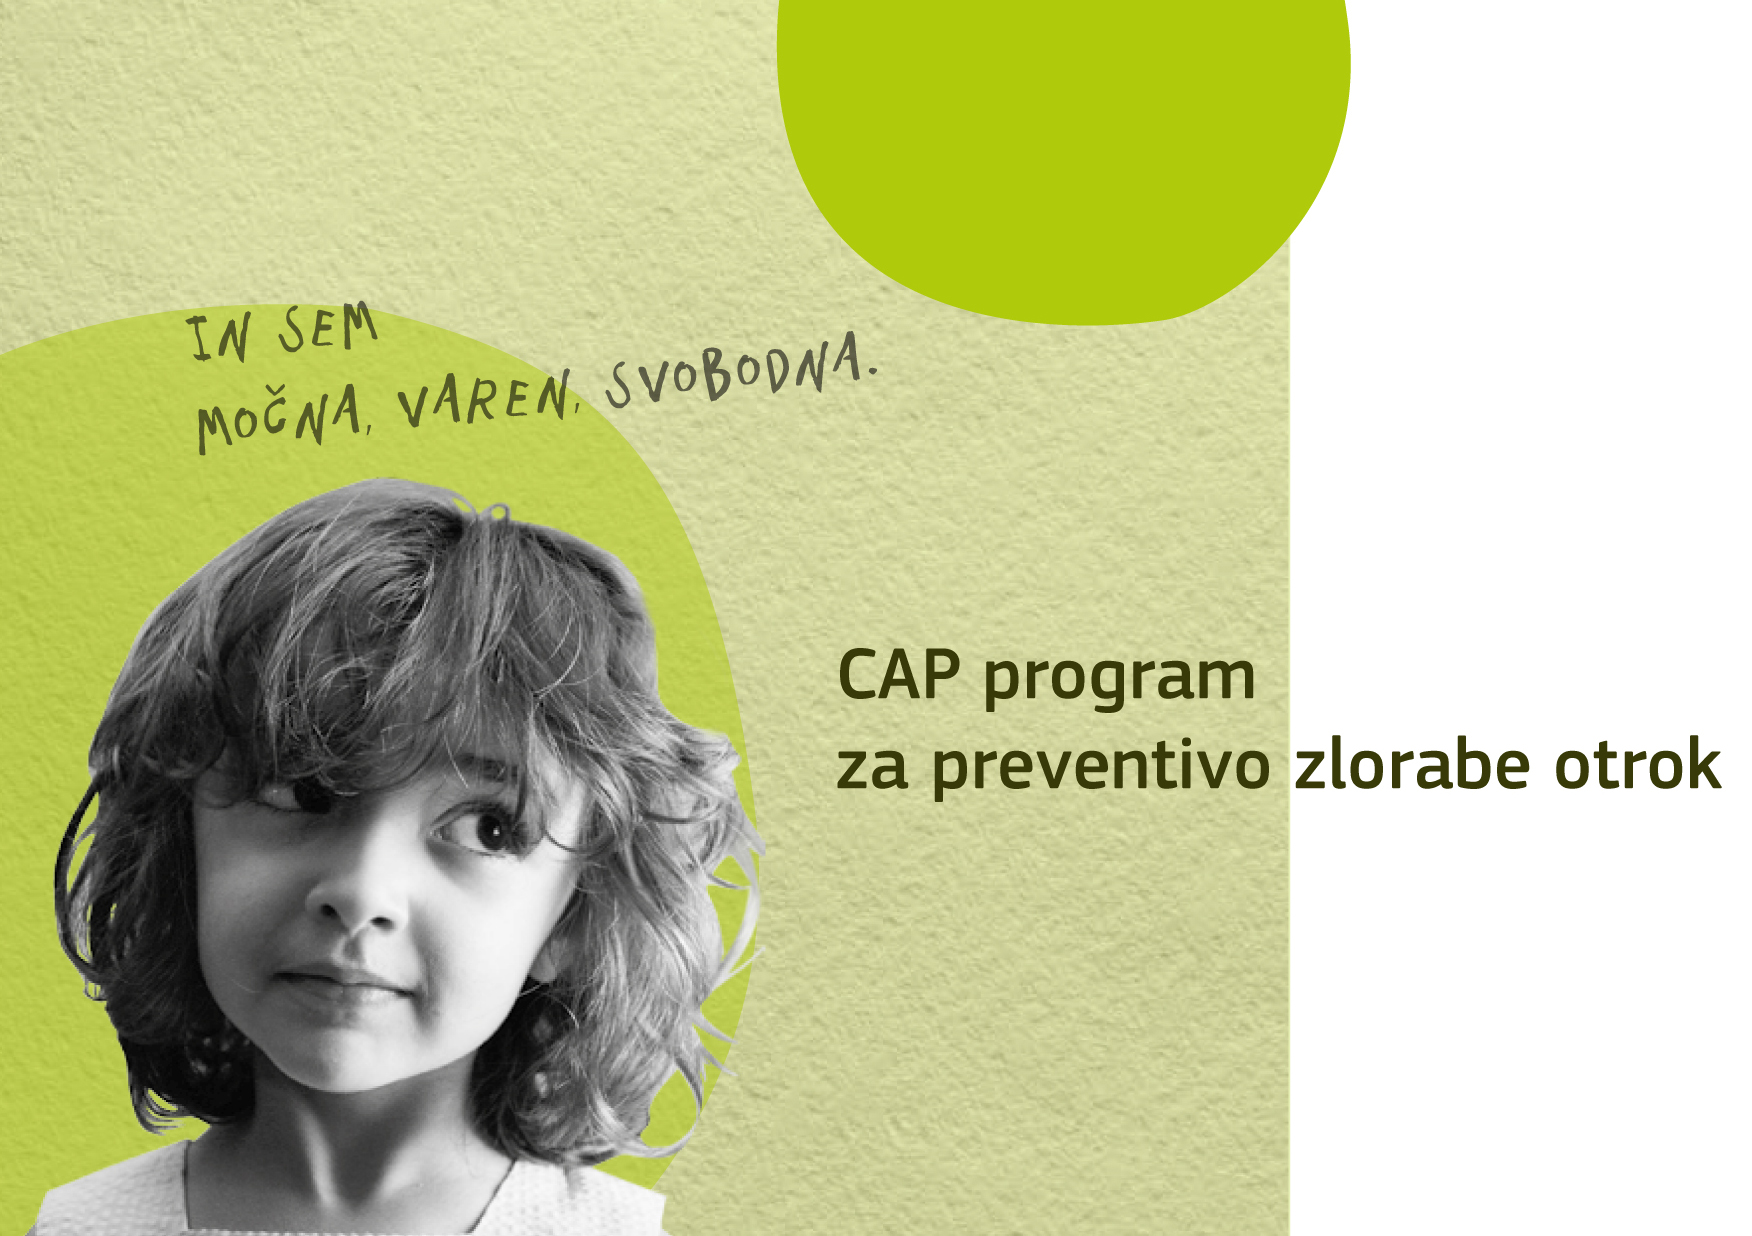 IN SEM
MOČNA, VAREN, SVOBODNA.
CAP program
za preventivo zlorabe otrok